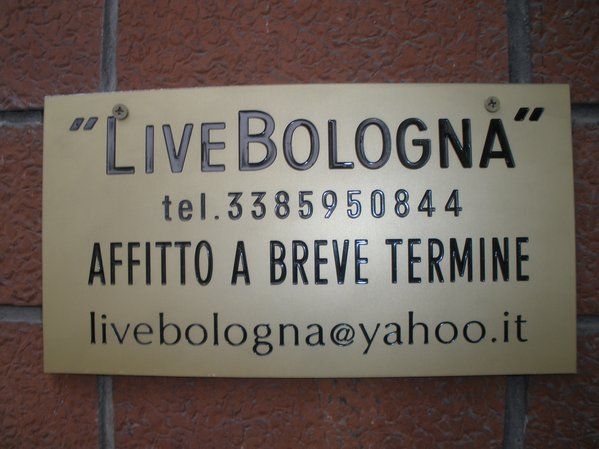 "LIVEBOLOGNA"
tel.3385950844
AFFITTO A BREVE TERMINE
livebologna@yahoo.it